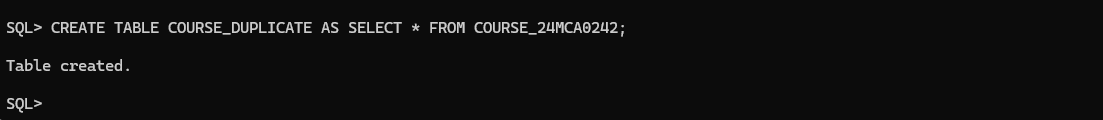 SQL> CREATE TABLE COURSE_DUPLICATE AS SELECT * FROM COURSE_24MCA0242;
Table created.
SQL>